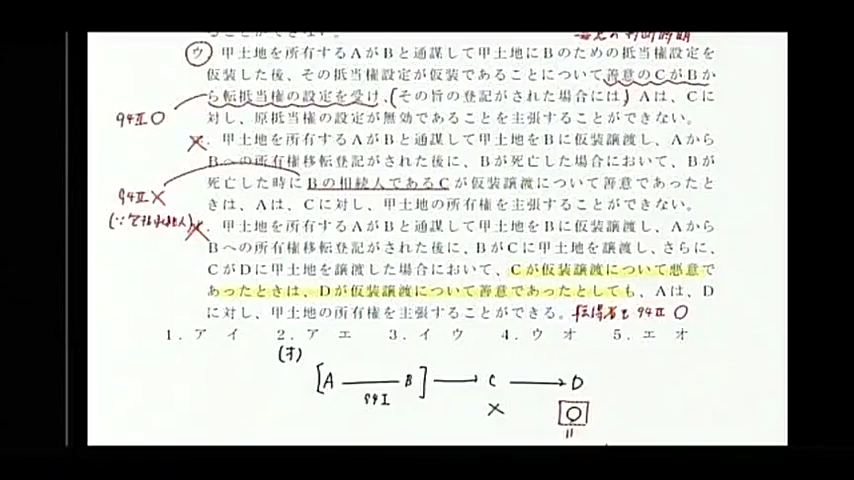 ウ 甲土地を所有するAがBと通謀して甲土地にBのための抵当権設定を
仮装した後、その抵当権設定が仮装であることについて善意のCがBか
ら転抵当権の設定を受け、(その旨の登記がされた場合には)Aは、Cに
94Ⅱ○
対し、原抵当権の設定が無効であることを主張することができない。
甲土地を所有するAがBと通謀して甲土地をBに仮装譲渡し、Aから
Bへの所有権移転登記がされた後に、Bが死亡した場合において、Bが
死亡した時にBの相続人であるCが仮装譲渡について善意であったと
94Ⅱ×
きは、Aは、Cに対し、甲土地の所有権を主張することができない。
甲土地を所有するAがBと通謀して甲土地をBに仮装譲渡し、Aから
Bへの所有権移転登記がされた後に、BがCに甲土地を譲渡し、さらに、
CがDに甲土地を譲渡した場合において、Cが仮装譲渡について悪意で
あったときは、Dが仮装譲渡について善意であったとしても、Aは、D
に対し、甲土地の所有権を主張することができる。転得者も94Ⅱ○
1. ア イ 2. ア エ 3. イ ウ 4. ウ オ 5. エ オ
(オ)
[A B] → C → D
94Ⅰ
× ○